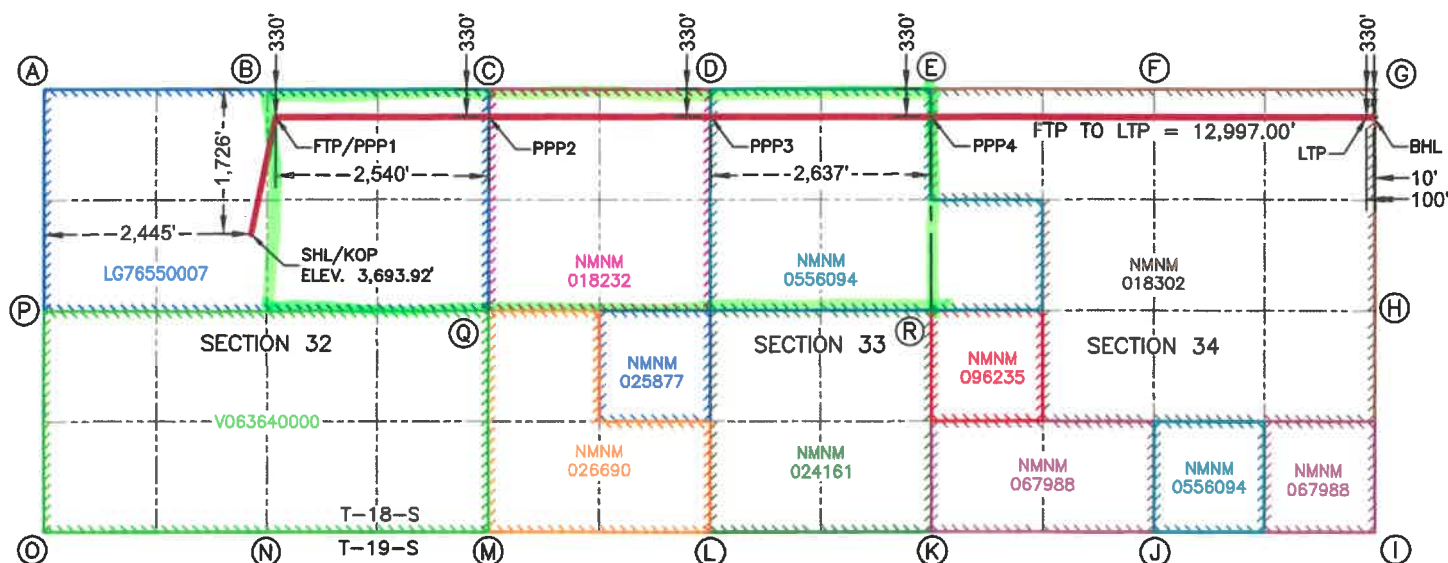 330' 330' 330' 330' 330'
A B C D E F G
1,726'
FTP/PPP1 PPP2 PPP3 PPP4 FTP TO LTP = 12,997.00' LTP BHL
2,540' 2,637' 10'
100'
2,445'
SHL/KOP
ELEV. 3,693.92'
LG76550007
NMNM
018232
NMNM
0556094
NMNM
018302
P Q R H
SECTION 32 SECTION 33 SECTION 34
NMNM
025877
NMNM
096235
V063640000
NMNM
026690
NMNM
024161
NMNM
067988
NMNM
0556094
NMNM
067988
T-18-S
T-19-S
O N M L K J I